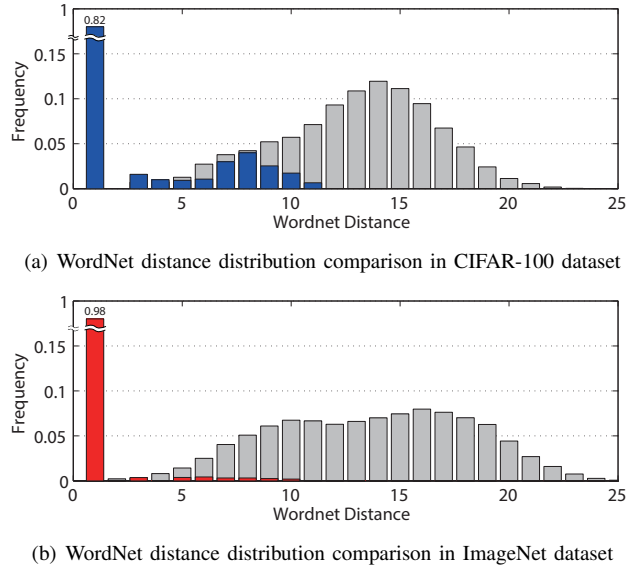 1
0.82
0.15
0.1
0.05
0
Frequency
0 5 10 15 20 25
Wordnet Distance
(a) WordNet distance distribution comparison in CIFAR-100 dataset
1
0.98
0.15
0.1
0.05
0
Frequency
0 5 10 15 20 25
Wordnet Distance
(b) WordNet distance distribution comparison in ImageNet dataset